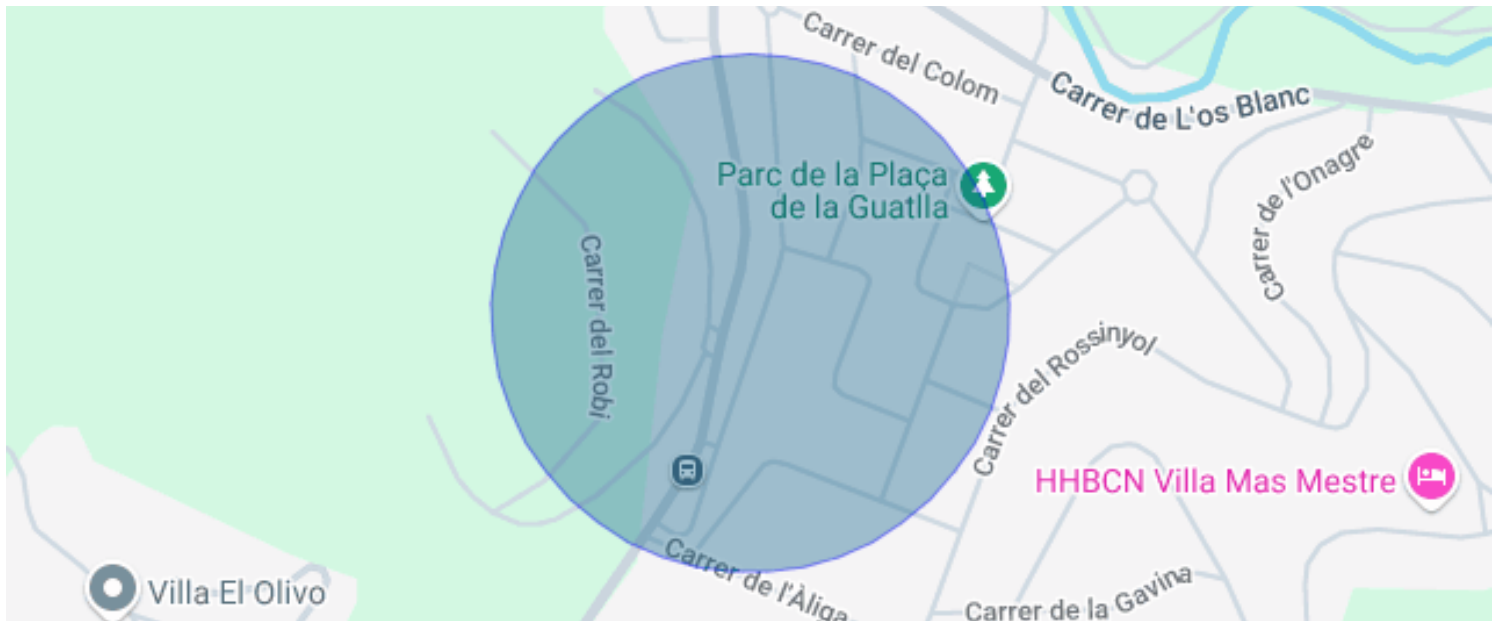 Carrer del Colom
Carrer de L'os Blanc
Parc de la Plaça
de la Guatlla
Carrer de l'Onagre
Carrer del Robi
Carrer del Rossinyol
HHBCN Villa Mas Mestre
Villa El Olivo
Carrer de l'Àliga
Carrer de la Gavina